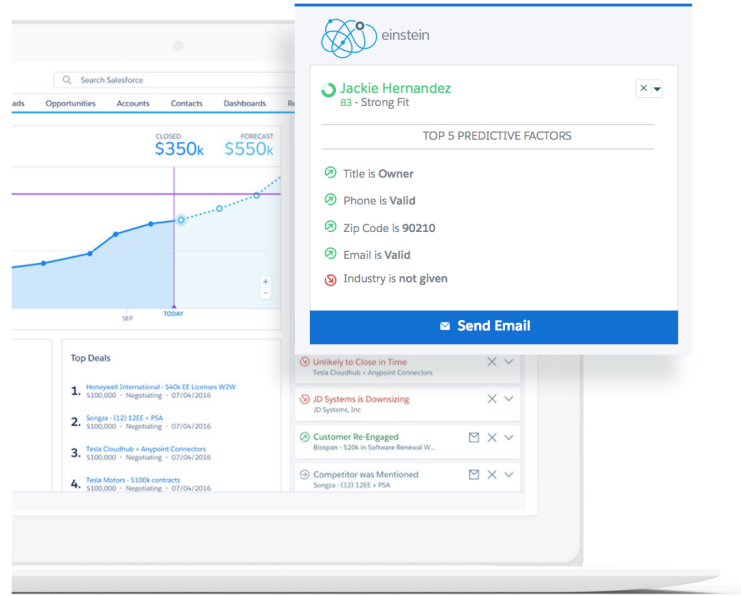 einstein
Jackie Hernandez
83 - Strong Fit
TOP 5 PREDICTIVE FACTORS
Title is Owner
Phone is Valid
Zip Code is 90210
Email is Valid
Industry is not given
Send Email
Search Salesforce
ads Opportunities Accounts Contacts Dashboards
CLOSED FORECAST
$350k $550k
SEP TODAY
Top Deals
1. Honeywell International - $40k EE Licenses W2W
$100,000 · Negotiating · 07/04/2016
2. Songza - (12) 12EE + PSA
$100,000 · Negotiating · 07/04/2016
3. Tesla Cloudhub + Anypoint Connectors
$100,000 · Negotiating · 07/04/2016
4. Tesla Motors - $100k contracts
$100,000 · Negotiating · 07/04/2016
Unlikely to Close in Time
Tesla Cloudhub + Anypoint Connectors
JD Systems is Downsizing
JD Systems, Inc
Customer Re-Engaged
Biospan - $20k in Software Renewal W...
Competitor was Mentioned
Songza - (12) 12EE + PSA